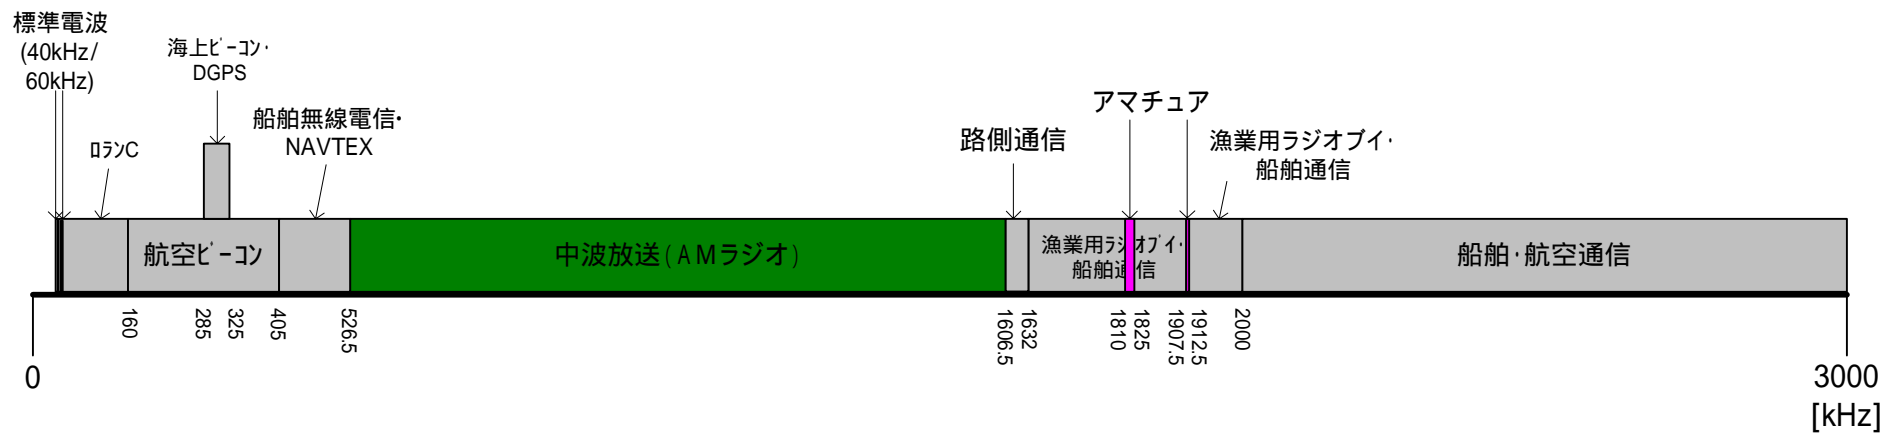 標準電波
(40kHz/
60kHz)
海上ﾋﾞｰｺﾝ･
DGPS
ﾛﾗﾝC
船舶無線電信・
NAVTEX
路側通信
アマチュア
漁業用ラジオブイ・
船舶通信
航空ﾋﾞｰｺﾝ
中波放送(AMラジオ)
漁業用ﾗｼﾞｵﾌﾞｲ･
船舶通信
船舶・航空通信
160
285
325
405
526.5
1606.5
1632
1810
1825
1907.5
1912.5
2000
0
3000
[kHz]